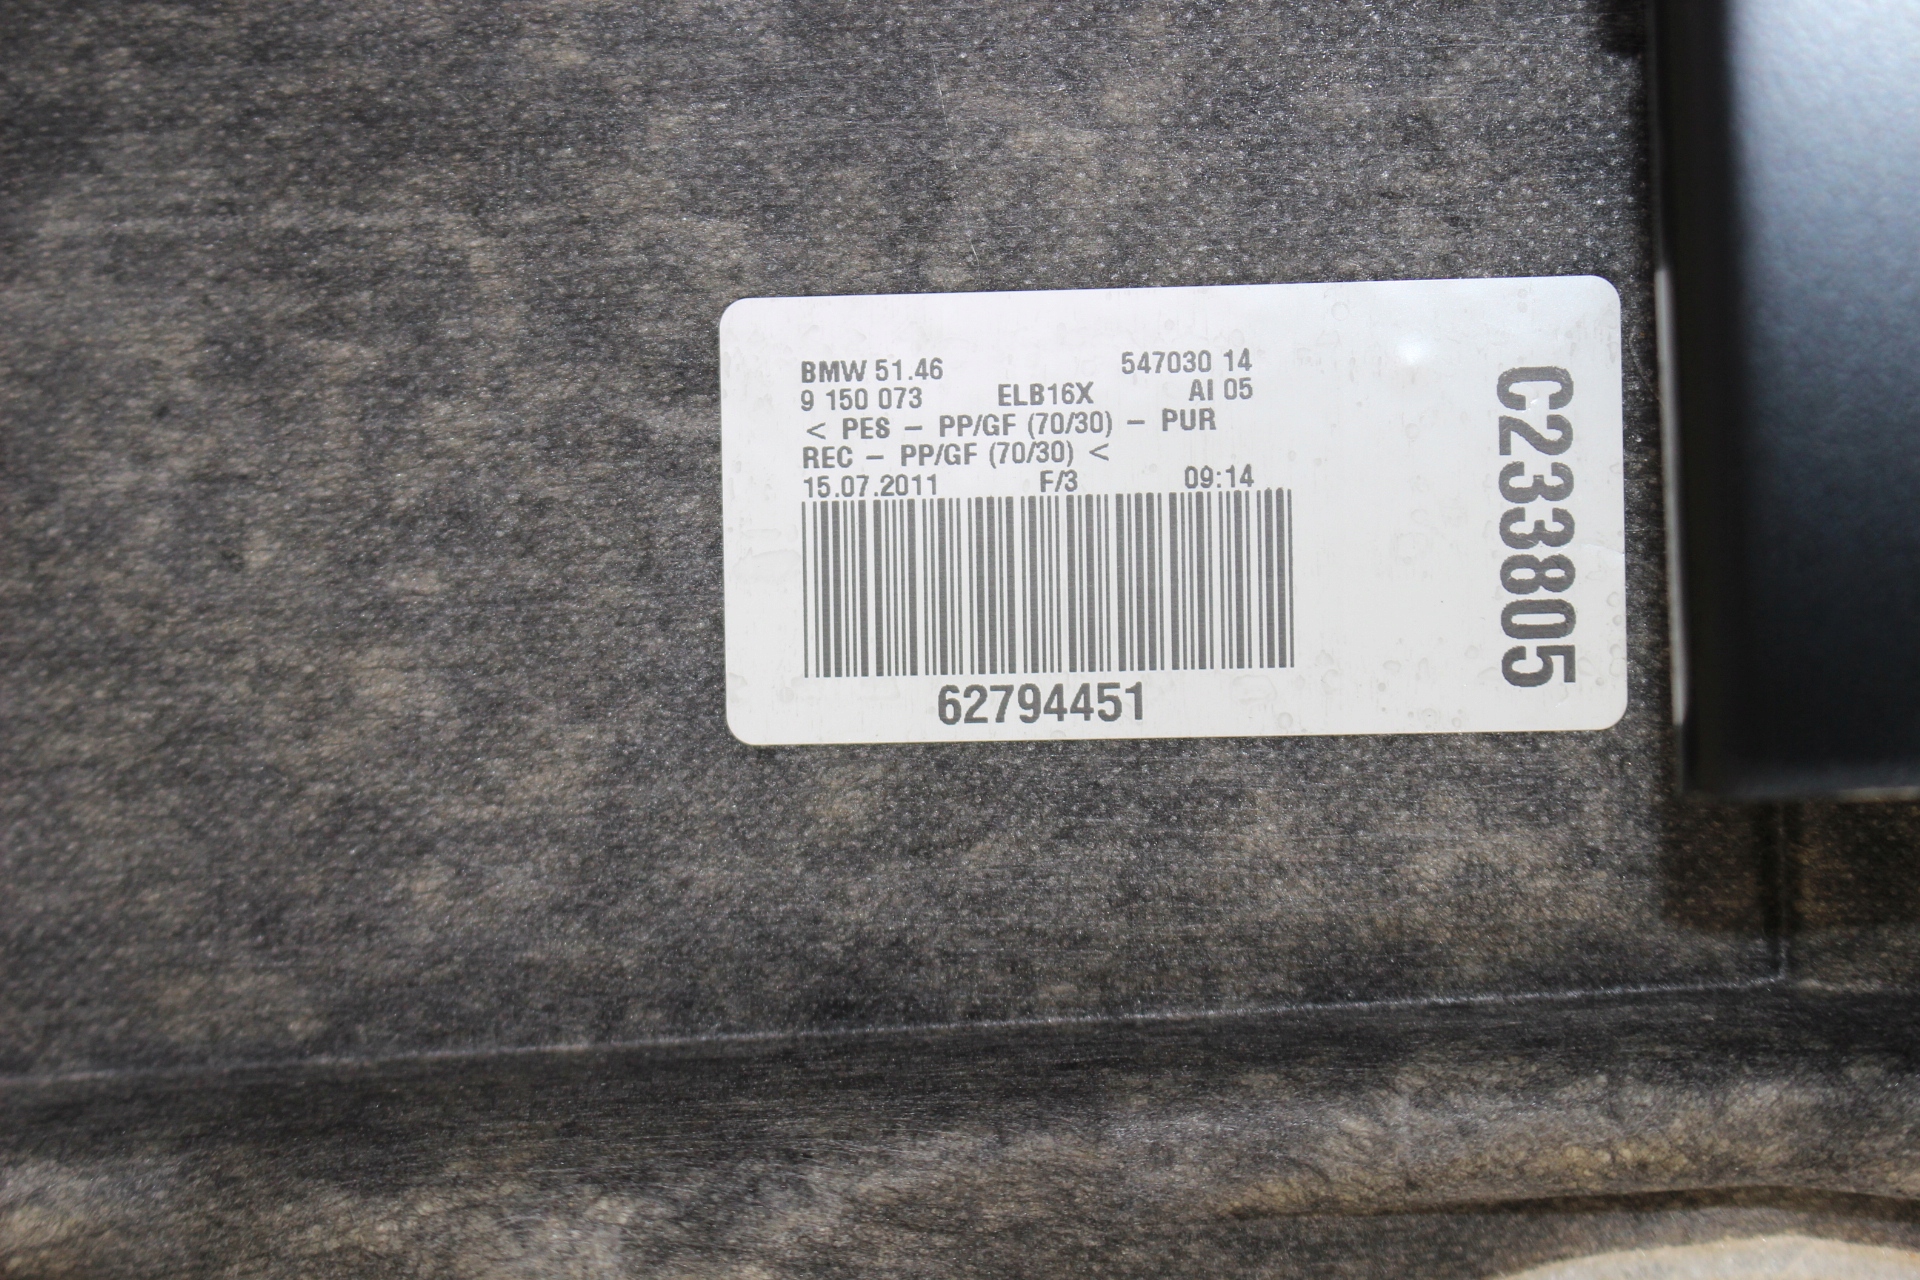 BMW 51.46 547030 14
9 150 073 ELB16X AI 05
< PES – PP/GF (70/30) – PUR
REC – PP/GF (70/30) <
15.07.2011 F/3 09:14
62794451
C233805